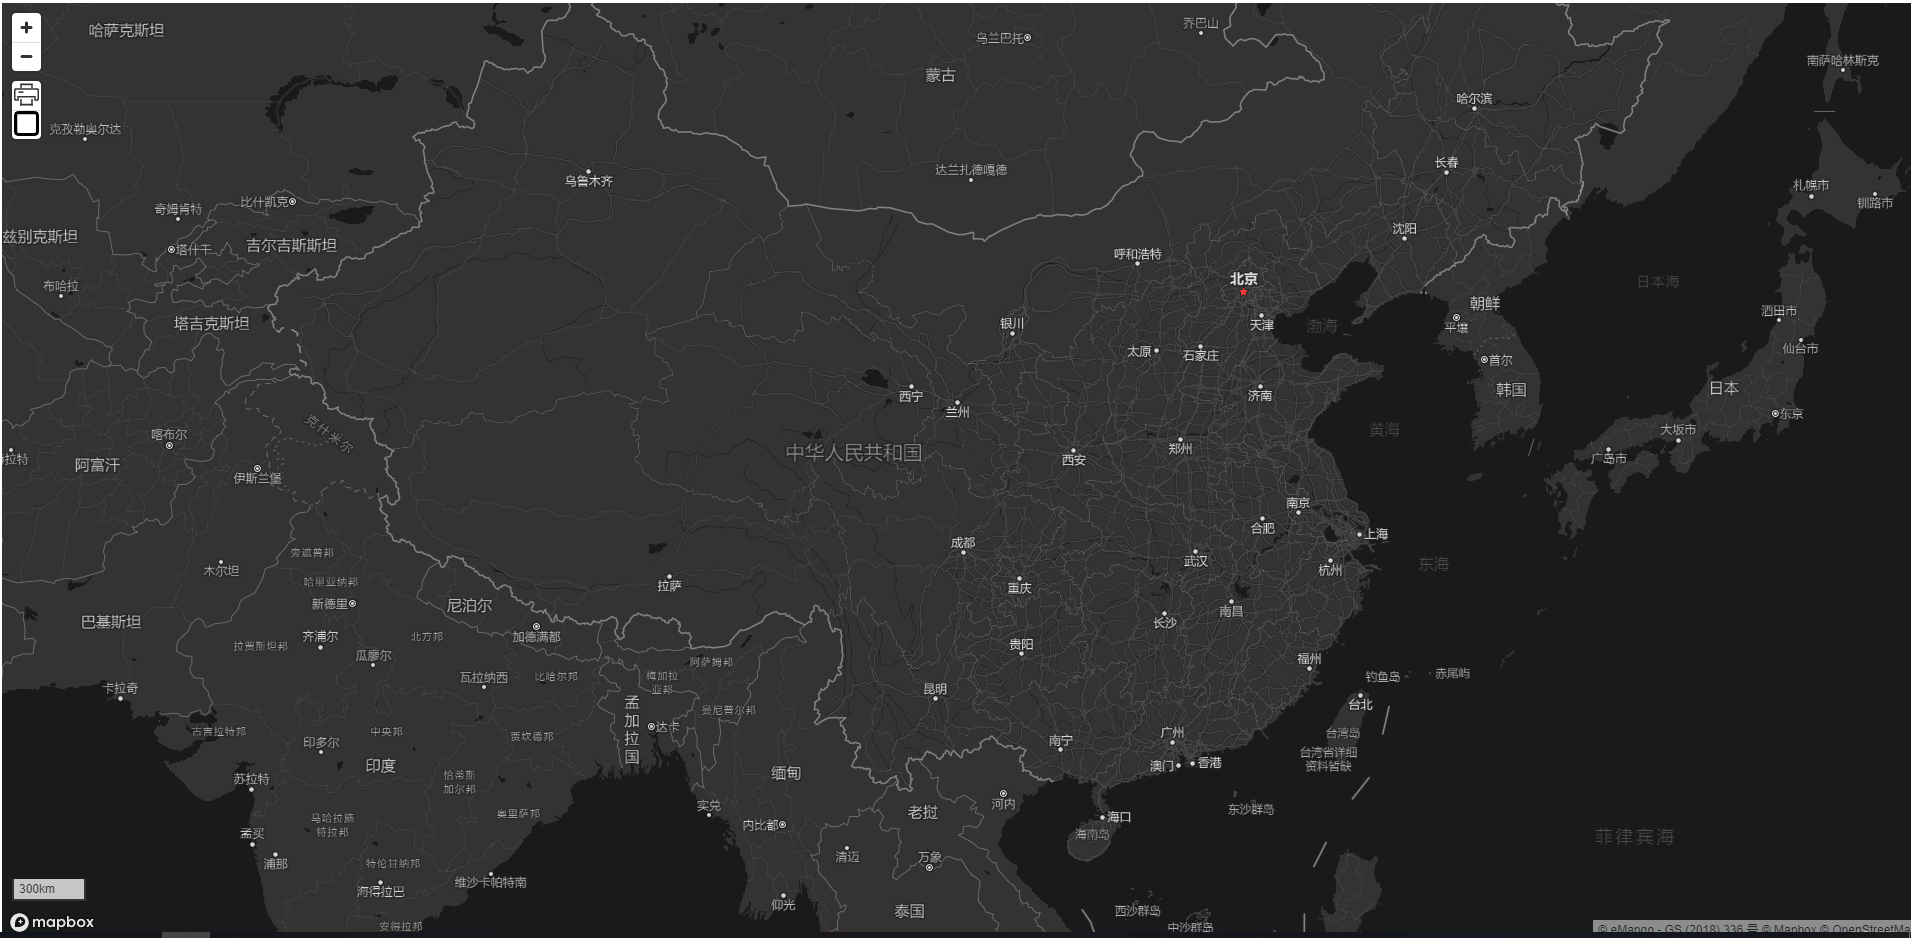 +
−
哈萨克斯坦
乔巴山
乌兰巴托
蒙古
南萨哈林斯克
克孜勒奥尔达
哈尔滨
长春
达兰扎德嘎德
乌鲁木齐
札幌市
钏路市
奇姆肯特
比什凯克
兹别克斯坦
塔什干
吉尔吉斯斯坦
沈阳
呼和浩特
北京
日本海
布哈拉
塔吉克斯坦
朝鲜
平壤
洒田市
银川
天津
渤海
太原
石家庄
首尔
仙台市
韩国
日本
西宁
兰州
济南
东京
克什米尔
喀布尔
黄海
大坂市
中华人民共和国
郑州
西安
广岛市
拉特
阿富汗
伊斯兰堡
南京
合肥
上海
成都
旁遮普邦
木尔坦
武汉
杭州
东海
哈里亚纳邦
拉萨
重庆
新德里
尼泊尔
南昌
巴基斯坦
长沙
齐浦尔
北方邦
加德满都
拉贾斯坦邦
贵阳
瓜廖尔
阿萨姆邦
福州
瓦拉纳西
比哈尔邦
梅加拉
亚邦
钓鱼岛
赤尾屿
卡拉奇
昆明
孟加拉国
曼尼普尔邦
台北
达卡
古吉拉特邦
中央邦
贾坎德邦
广州
台湾岛
印多尔
南宁
台湾省详细
资料暂缺
印度
澳门
香港
缅甸
苏拉特
恰蒂斯
加尔邦
实兑
河内
老挝
东沙群岛
奥里萨邦
海口
马哈拉施
特拉邦
内比都
孟买
海南岛
菲律宾海
浦那
特伦甘纳邦
清迈
万象
维沙卡帕特南
海得拉巴
300km
仰光
泰国
西沙群岛
mapbox
安得拉邦
中沙群岛
© eMapgo - GS (2018) 336 号 © Mapbox © OpenStreetMa